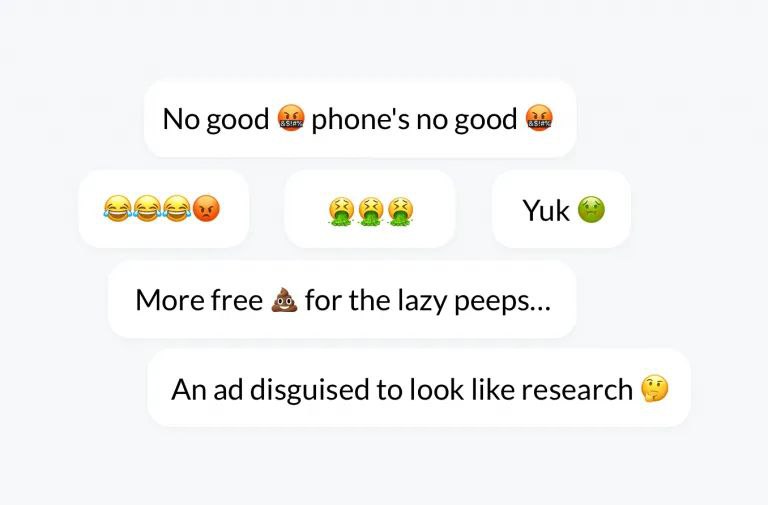 No good 🤬 phone's no good 🤬
😂😂😂😡
🤮🤮🤮
Yuk 🤢
More free 💩 for the lazy peeps...
An ad disguised to look like research 🤔